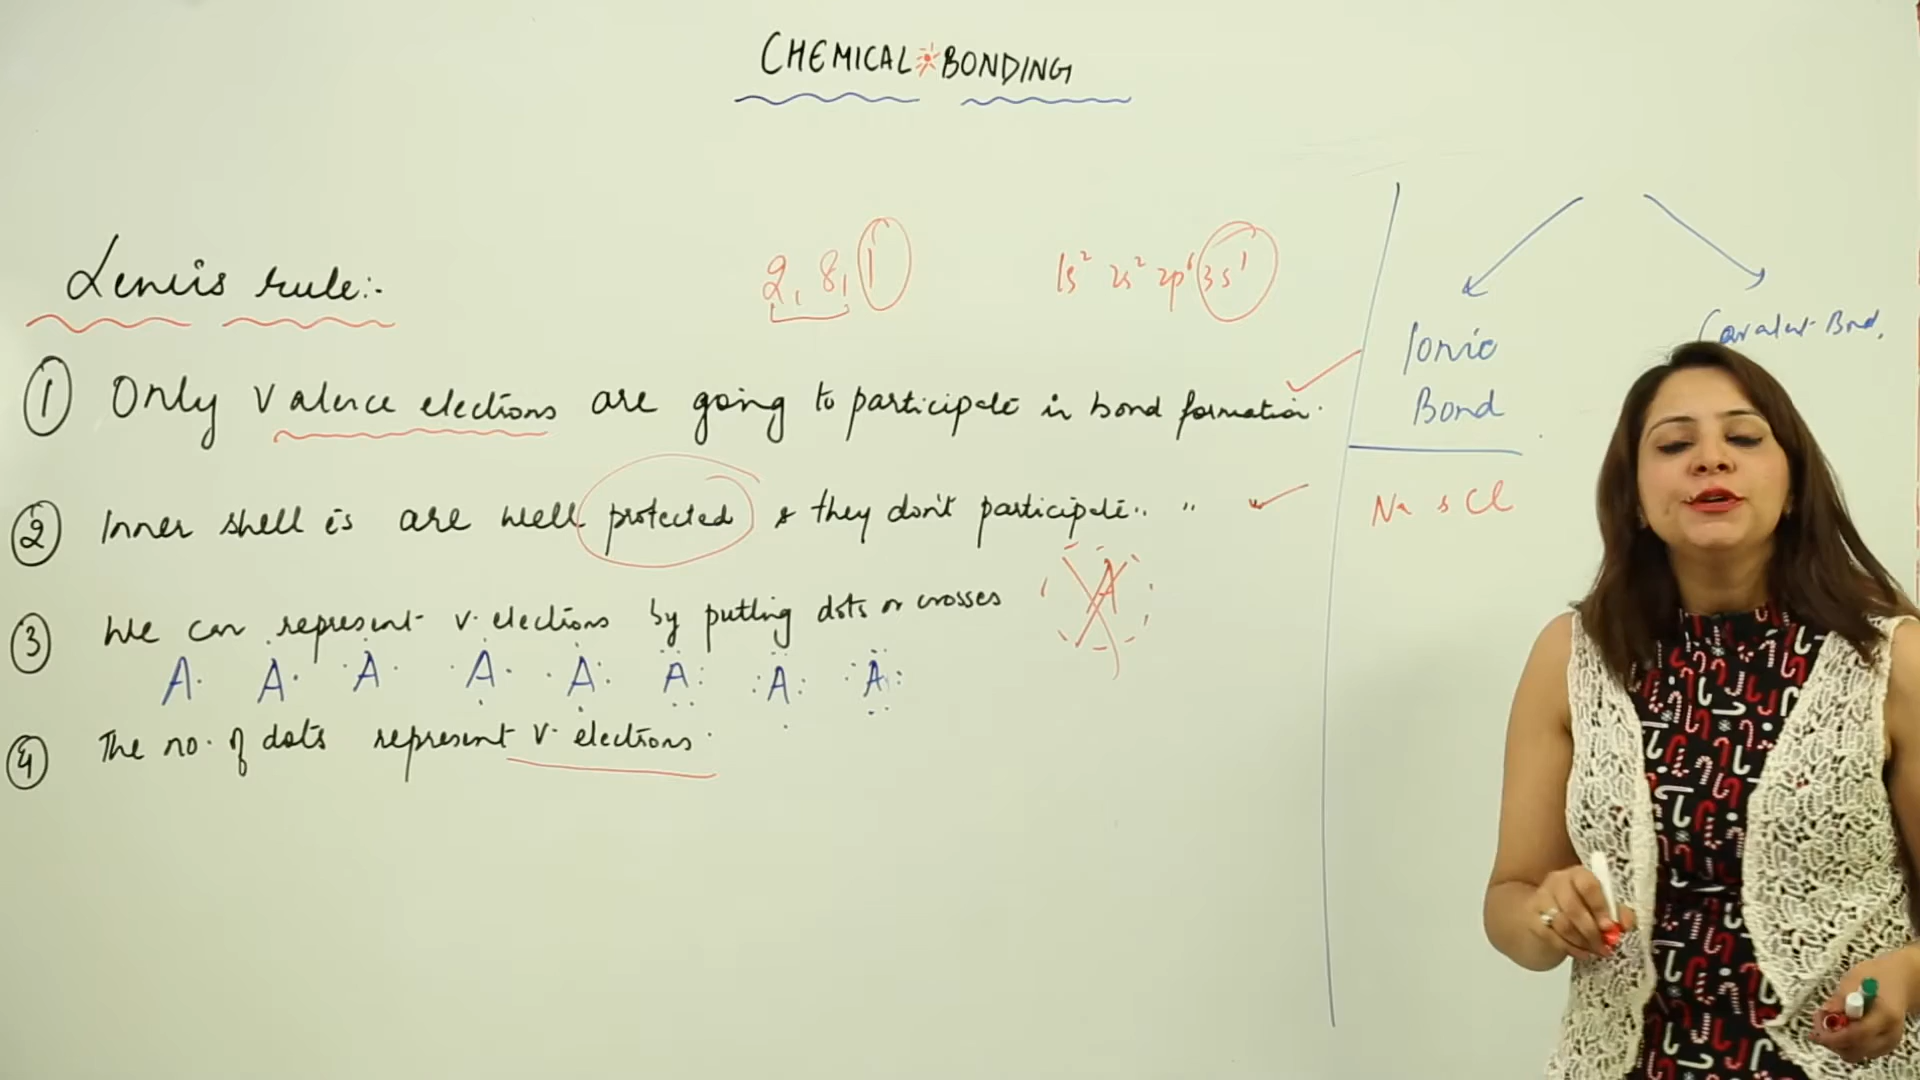 CHEMICAL BONDING
Lewis rule:-
2, 8, 1
1s² 2s² 2p⁶ 3s¹
① Only Valence electrons are going to participate in bond formation.
② Inner shell es are well protected & they don't participate.. "
③ We can represent v. electrons by putting dots or crosses
A
A· ·A· ·A· ·A· ·A: A: :A: :A:
④ The no. of dots represent v. electrons.
Ionic
Bond
Covalent Bond.
Na & Cl